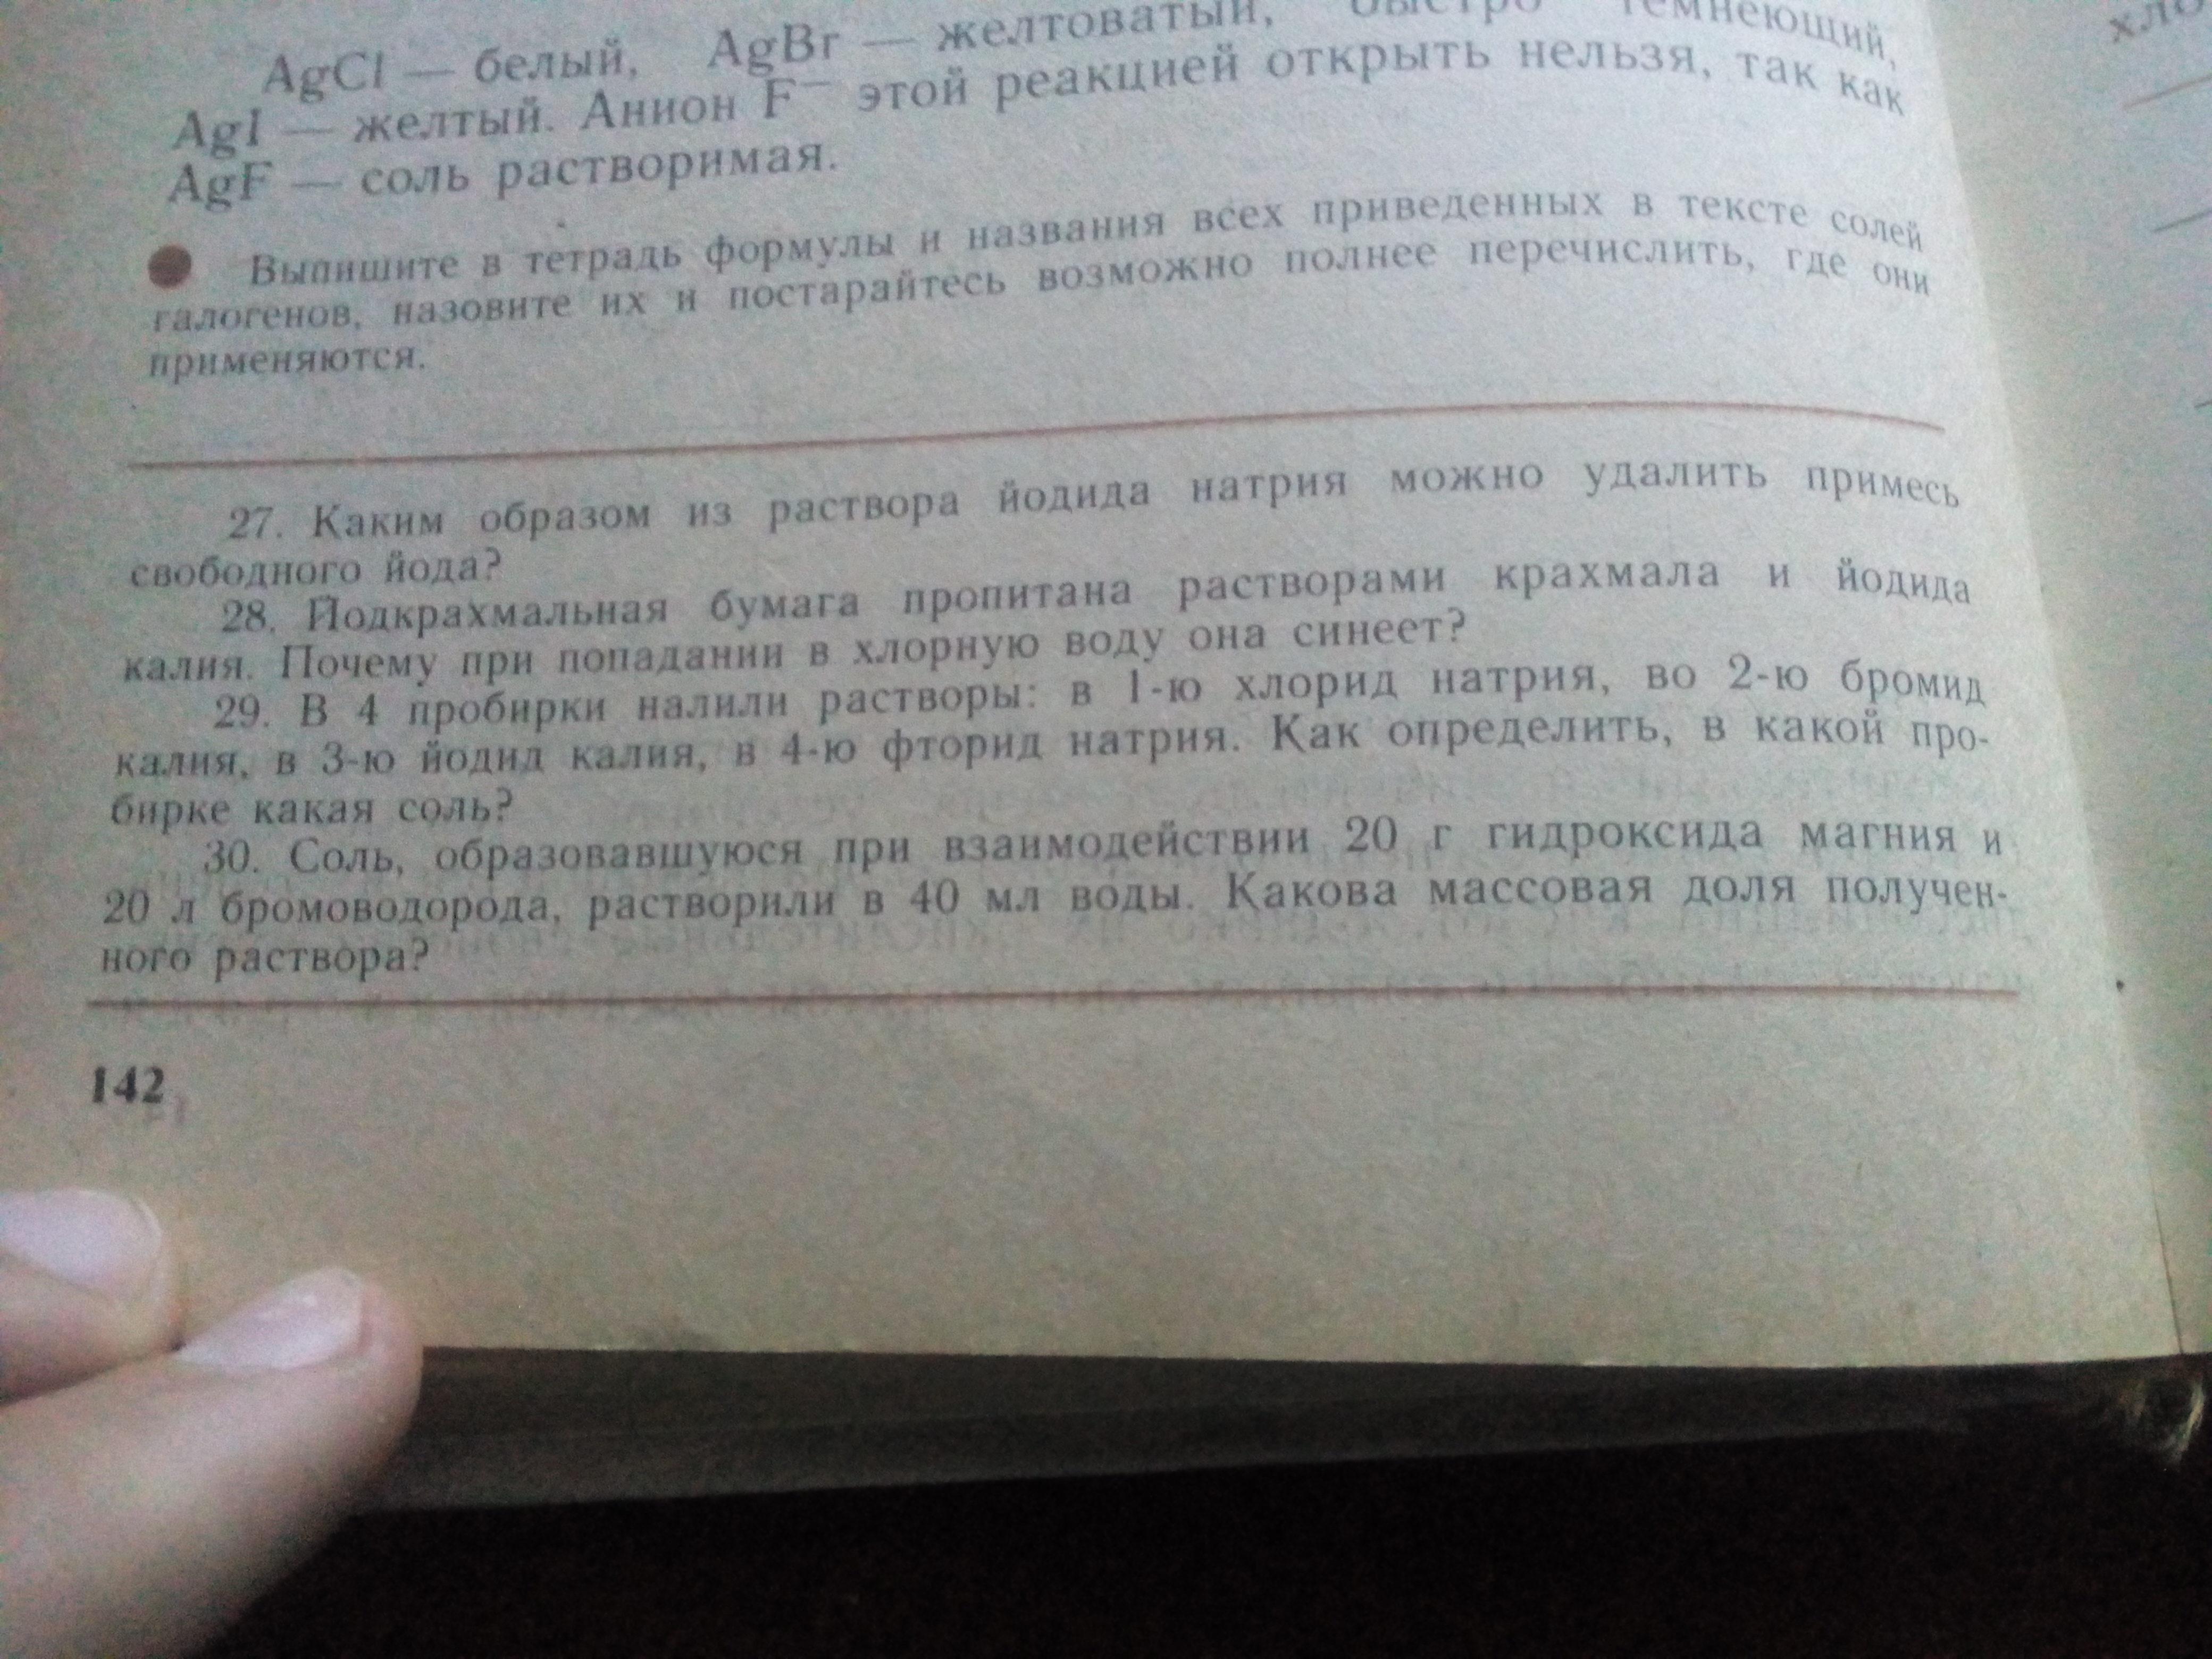 AgCl — белый, AgBr — желтоватый, быстро темнеющий,
AgI — желтый. Анион F⁻ этой реакцией открыть нельзя, так как
AgF — соль растворимая.
Выпишите в тетрадь формулы и названия всех приведенных в тексте солей
галогенов, назовите их и постарайтесь возможно полнее перечислить, где они
применяются.
27. Каким образом из раствора йодида натрия можно удалить примесь
свободного йода?
28. Йодкрахмальная бумага пропитана растворами крахмала и йодида
калия. Почему при попадании в хлорную воду она синеет?
29. В 4 пробирки налили растворы: в 1-ю хлорид натрия, во 2-ю бромид
калия, в 3-ю йодид калия, в 4-ю фторид натрия. Как определить, в какой про-
бирке какая соль?
30. Соль, образовавшуюся при взаимодействии 20 г гидроксида магния и
20 л бромоводорода, растворили в 40 мл воды. Какова массовая доля получен-
ного раствора?
142